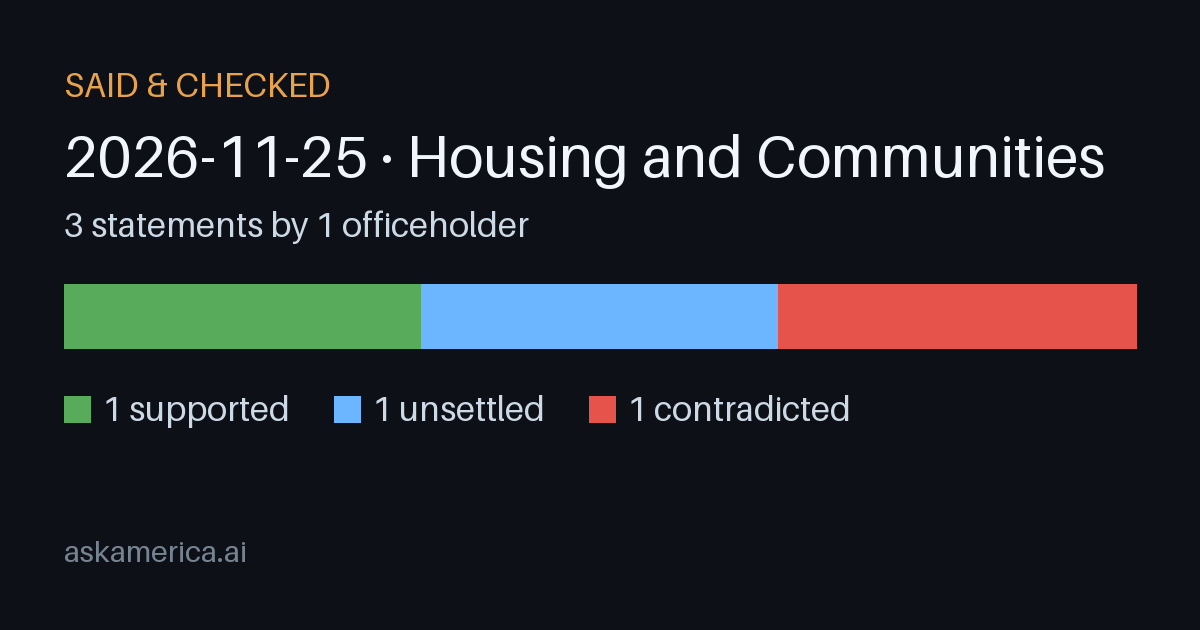 SAID & CHECKED
2026-11-25 · Housing and Communities
3 statements by 1 officeholder
1 supported 1 unsettled 1 contradicted
askamerica.ai